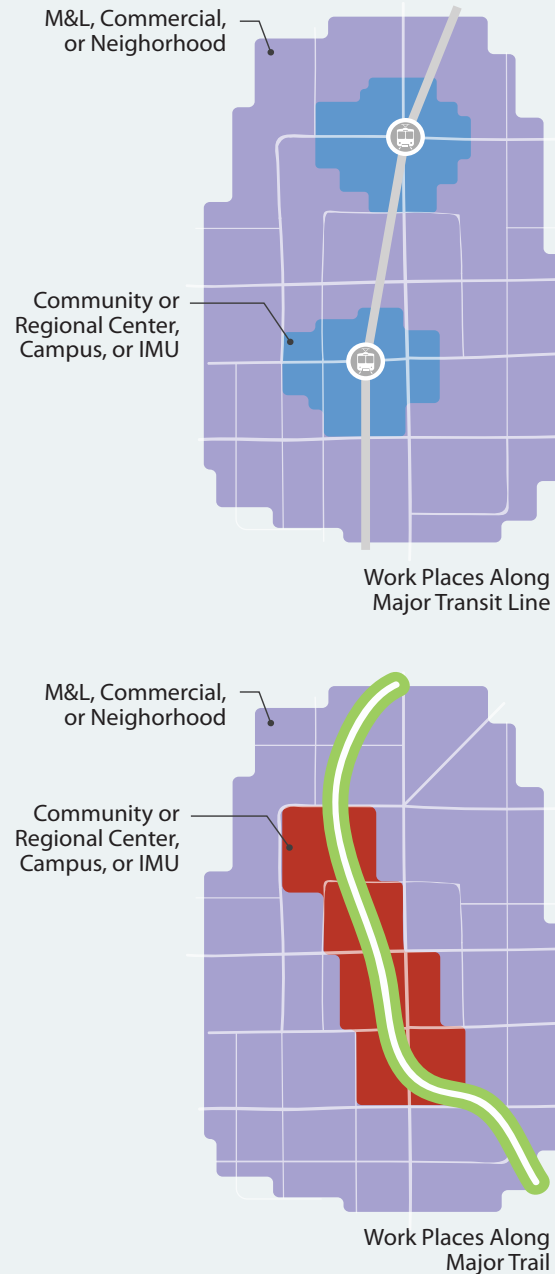 M&L, Commercial,
or Neighorhood
Community or
Regional Center,
Campus, or IMU
Work Places Along
Major Transit Line
M&L, Commercial,
or Neighorhood
Community or
Regional Center,
Campus, or IMU
Work Places Along
Major Trail